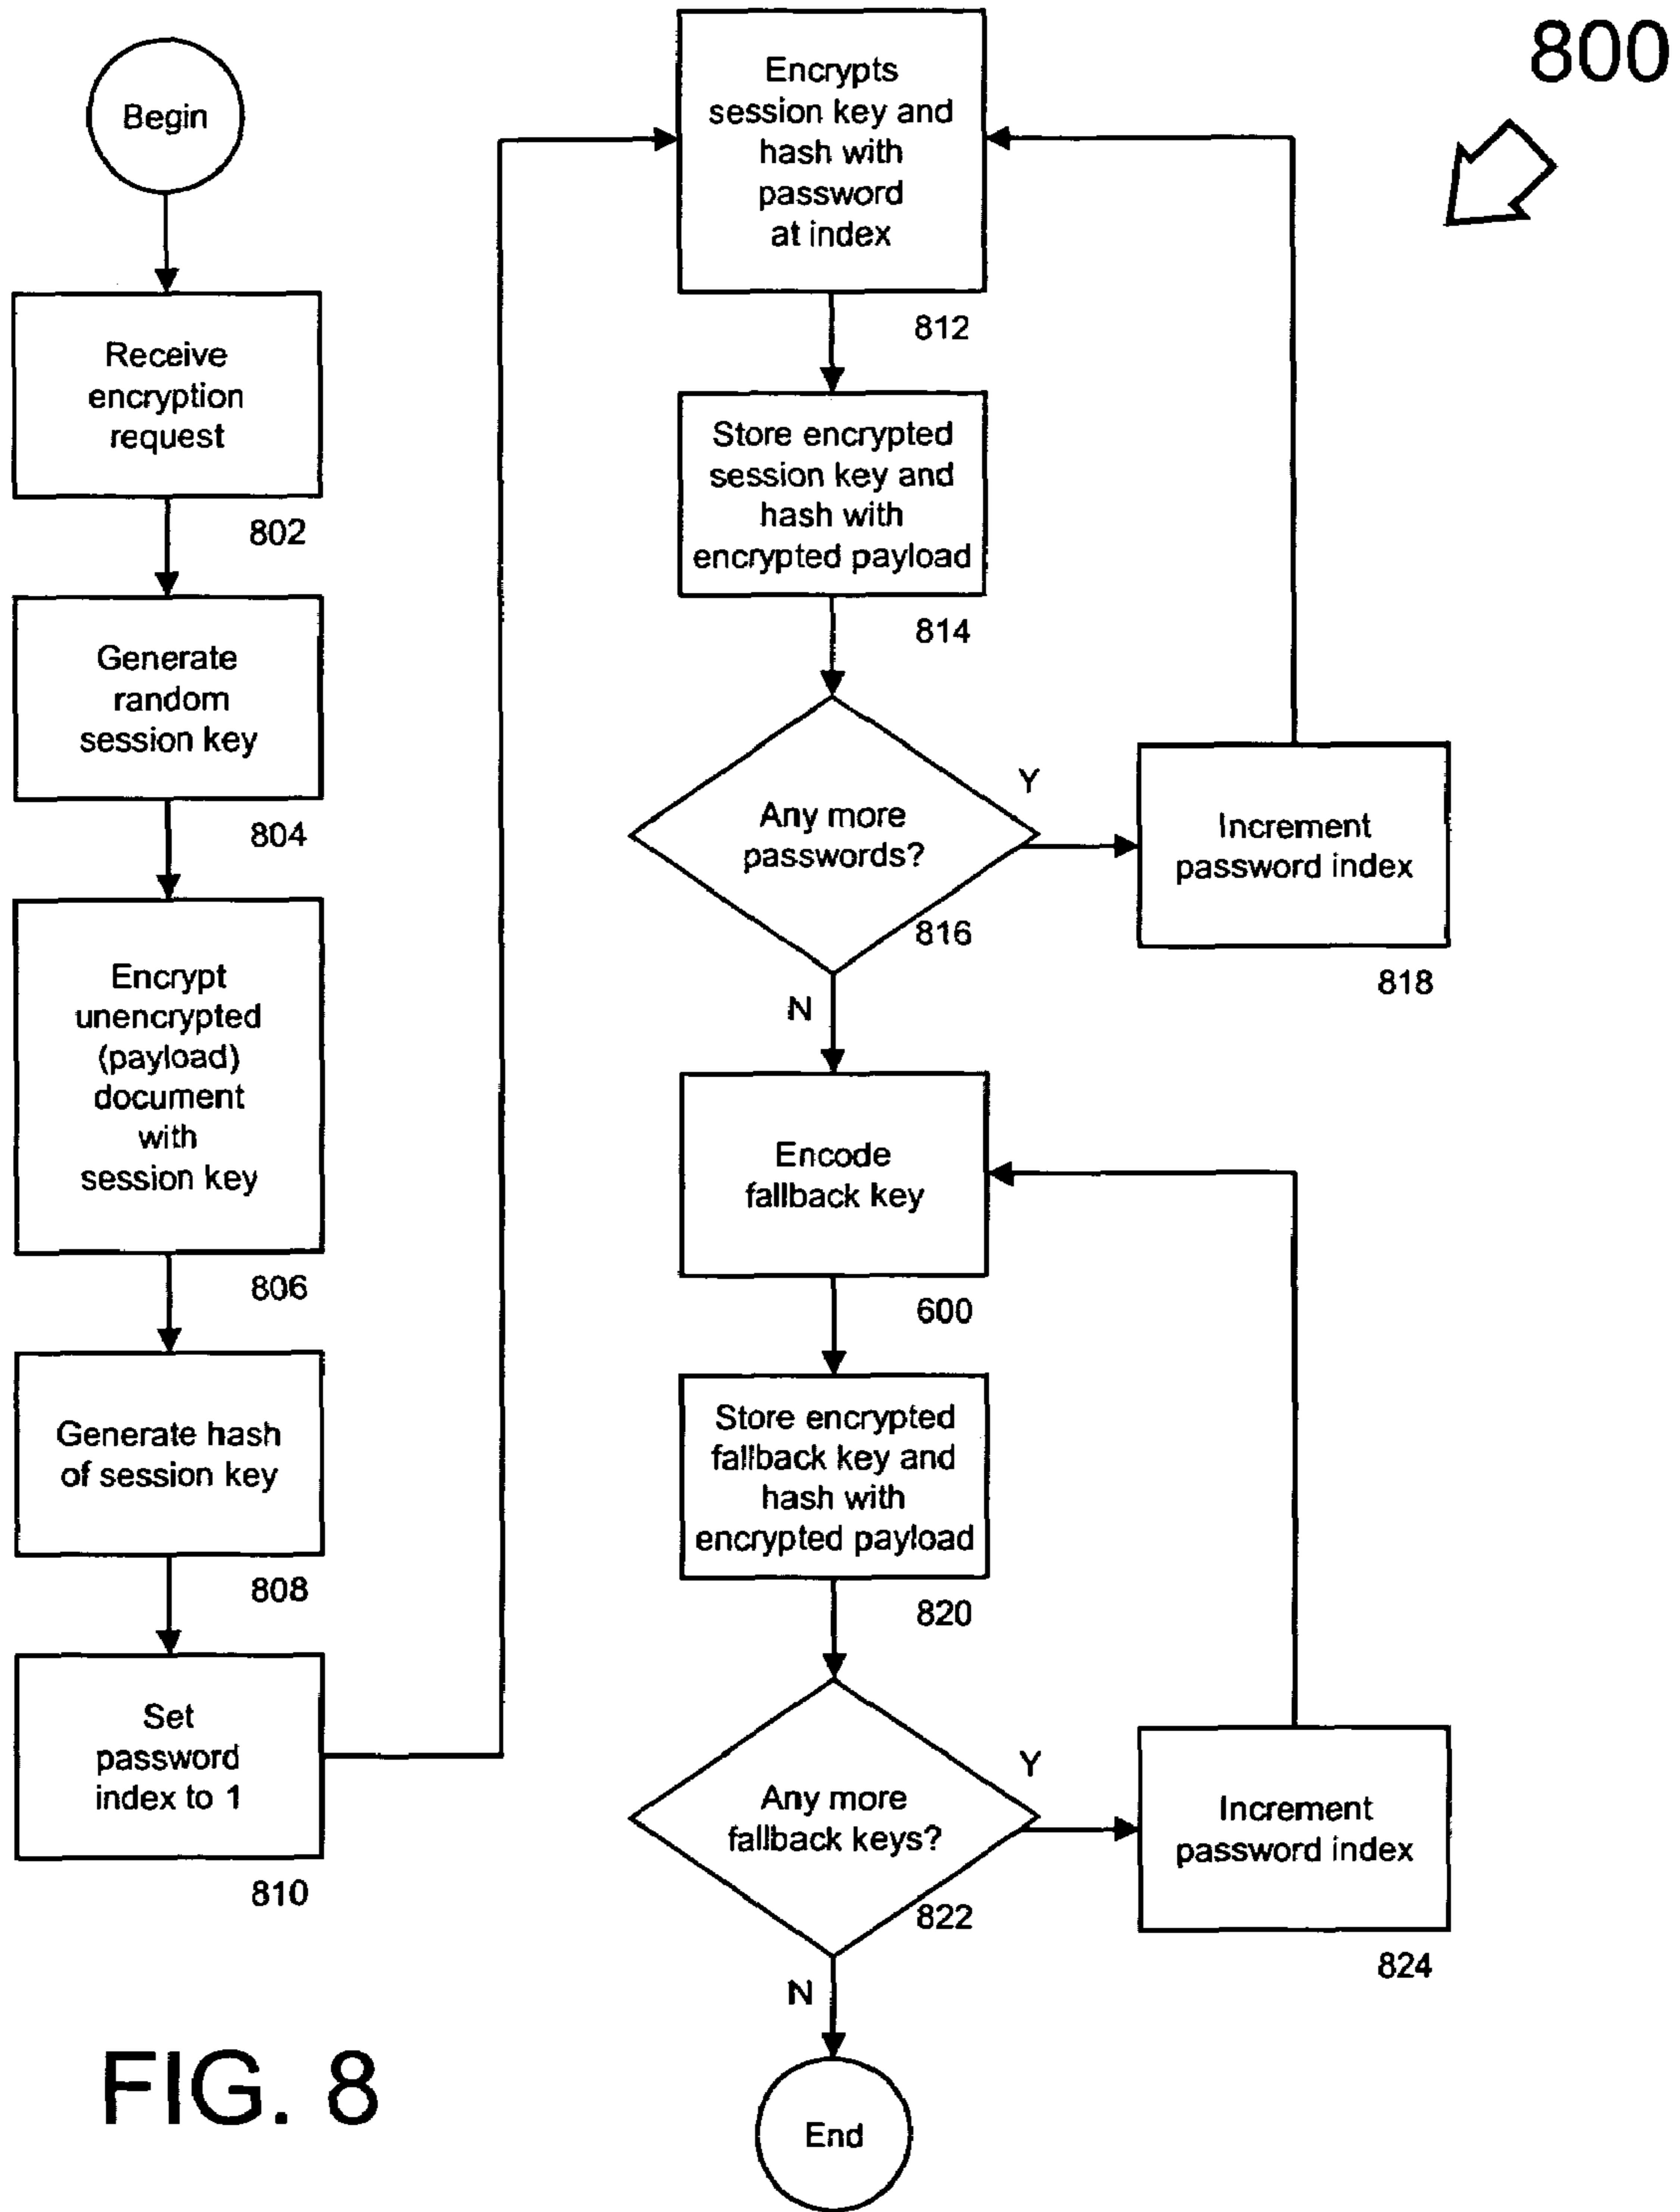 800
Begin
Receive
encryption
request
802
Generate
random
session key
804
Encrypt
unencrypted
(payload)
document
with
session key
806
Generate hash
of session key
808
Set
password
index to 1
810
Encrypts
session key and
hash with
password
at index
812
Store encrypted
session key and
hash with
encrypted payload
814
Any more
passwords?
816
Y
Increment
password index
818
N
Encode
fallback key
600
Store encrypted
fallback key and
hash with
encrypted payload
820
Any more
fallback keys?
822
Y
Increment
password index
824
N
End
FIG. 8